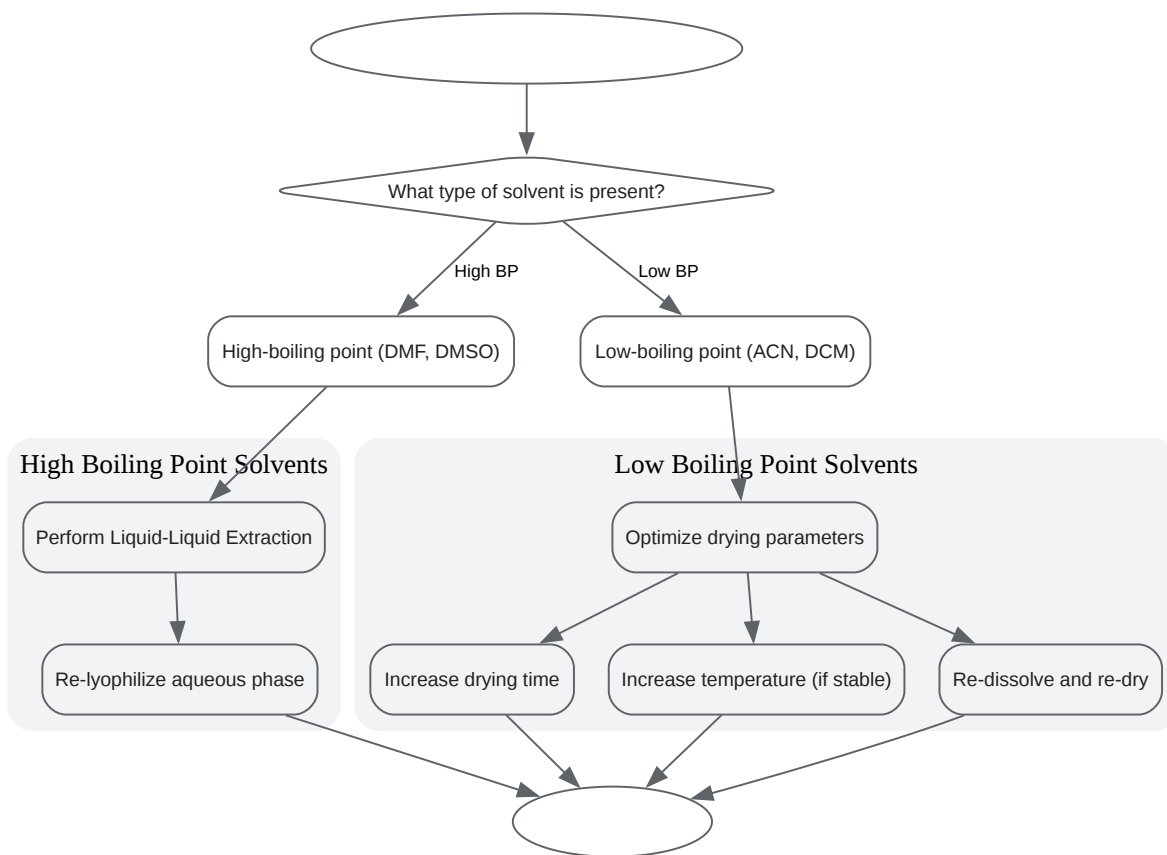 What type of solvent is present?
High BP
Low BP
High-boiling point (DMF, DMSO)
Low-boiling point (ACN, DCM)
High Boiling Point Solvents
Low Boiling Point Solvents
Perform Liquid-Liquid Extraction
Optimize drying parameters
Re-lyophilize aqueous phase
Increase drying time
Increase temperature (if stable)
Re-dissolve and re-dry